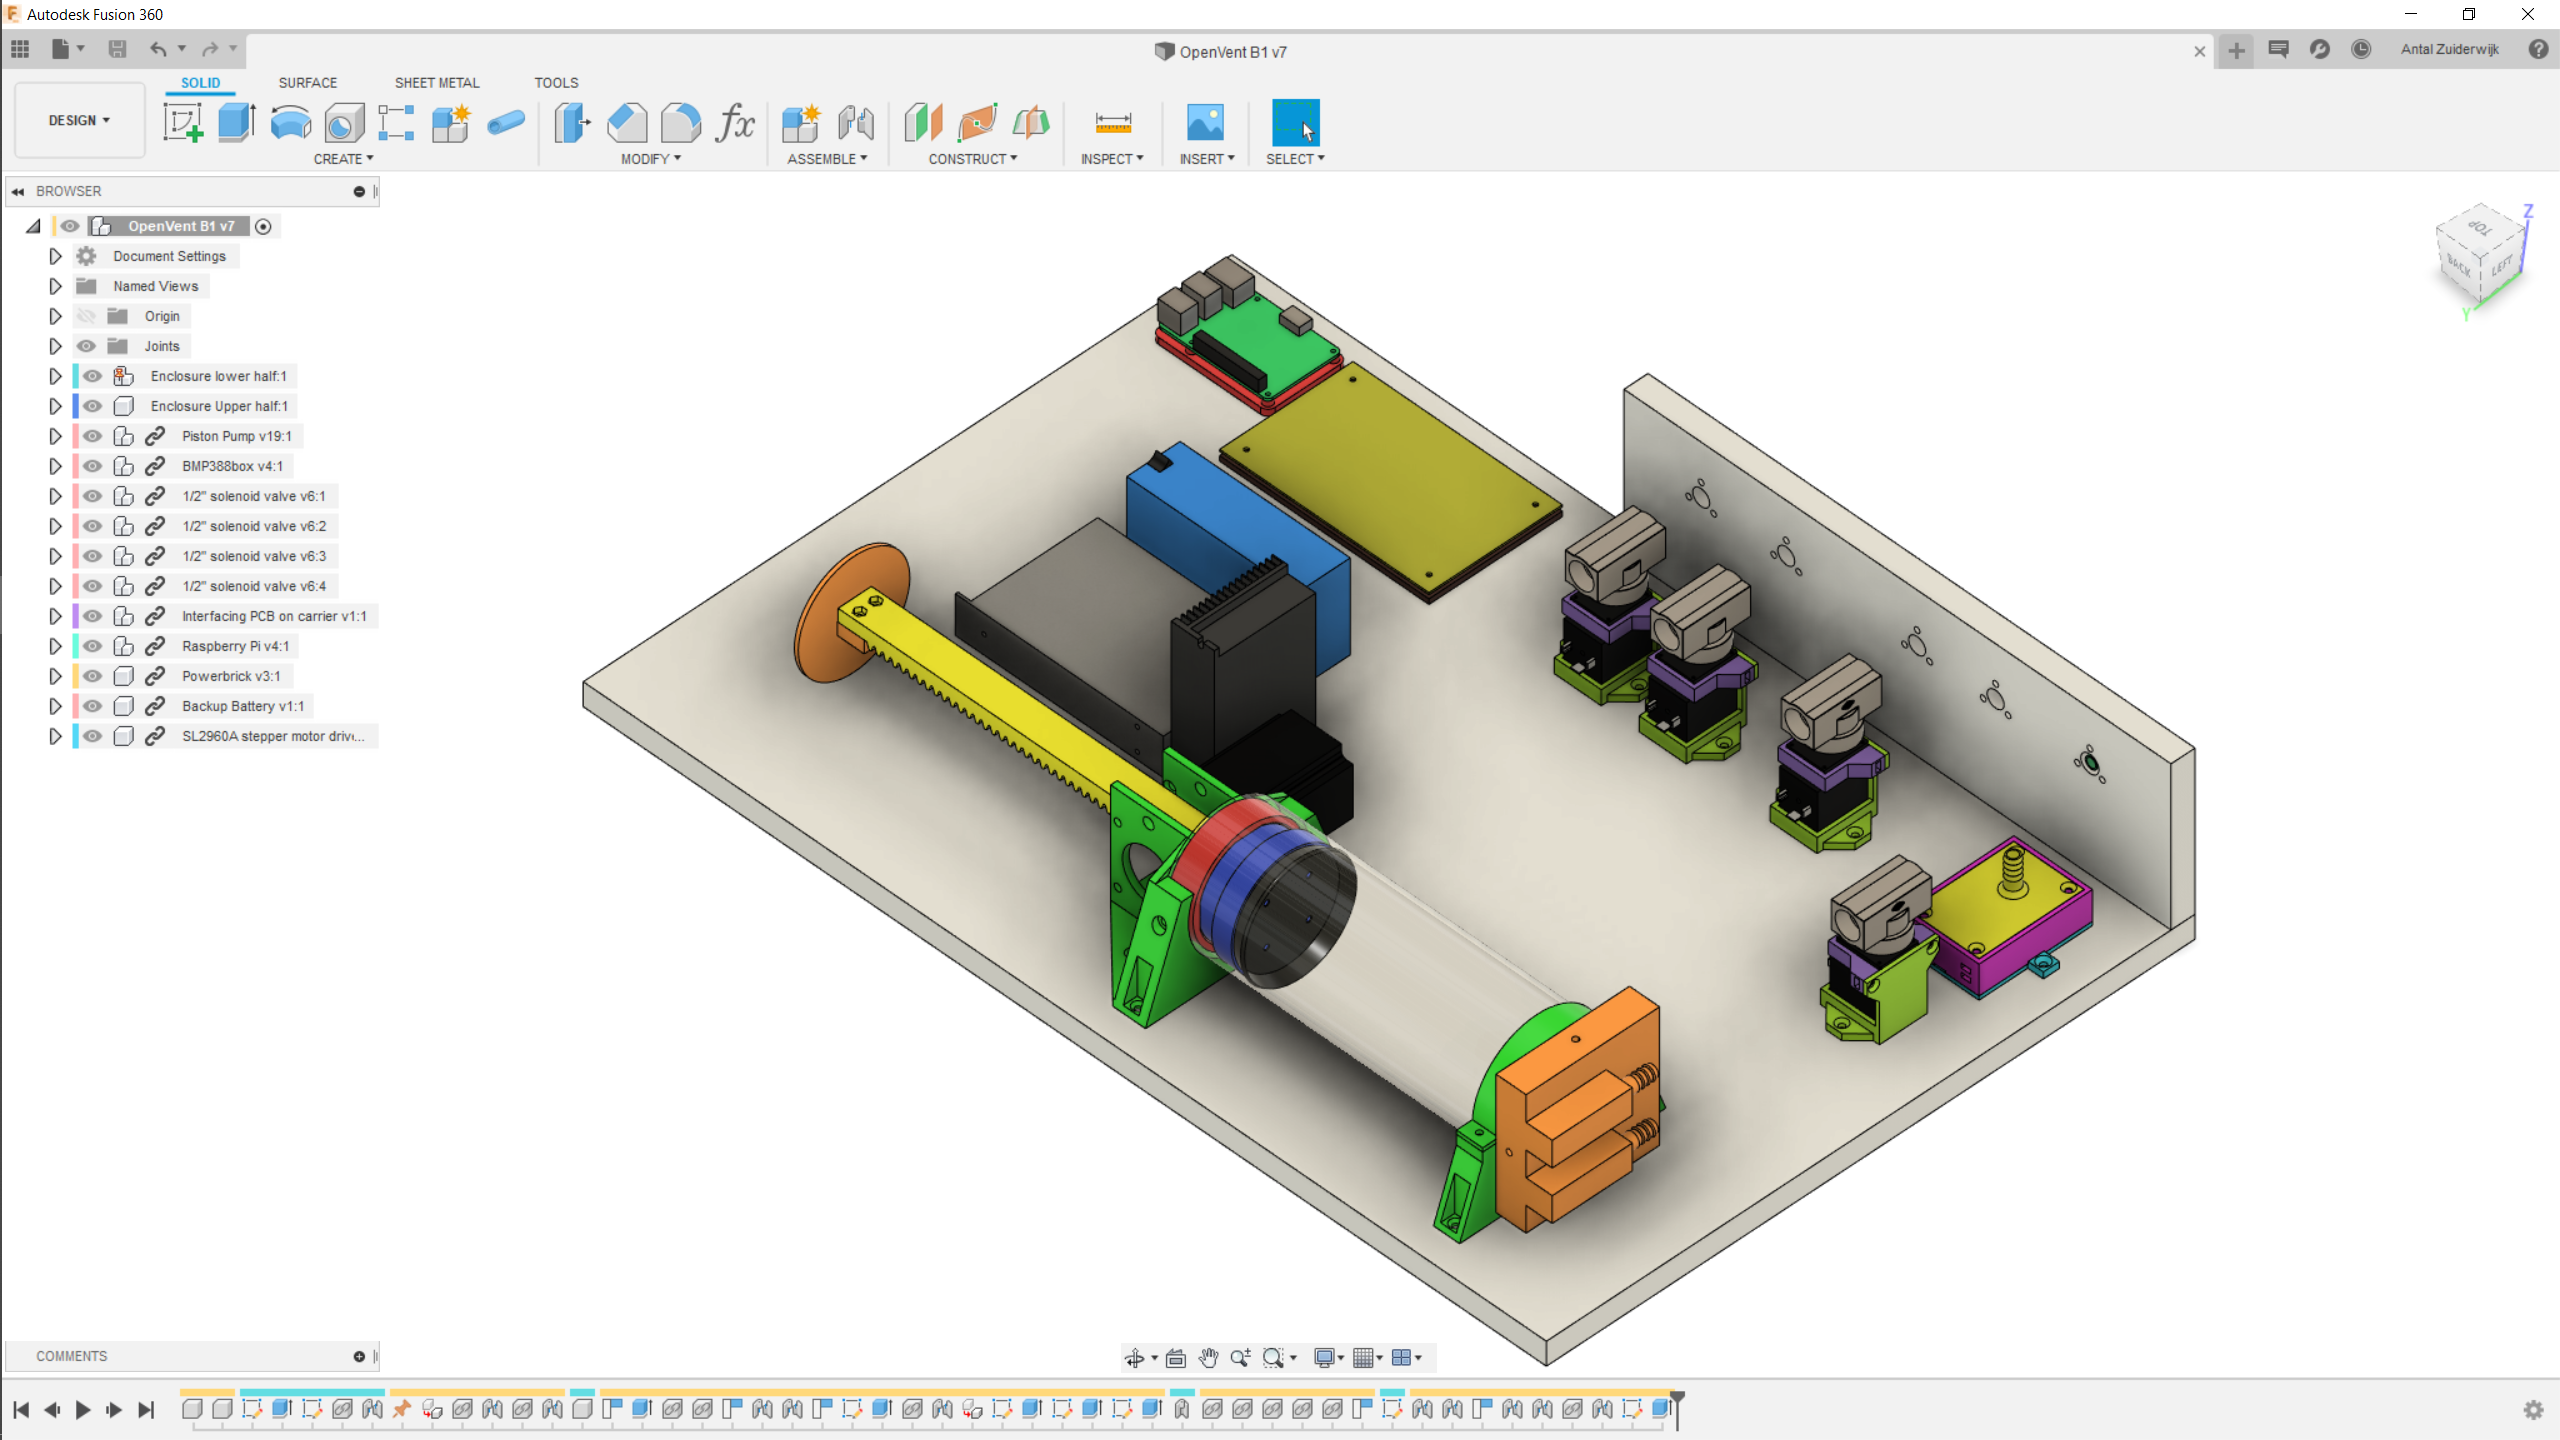 Autodesk Fusion 360
OpenVent B1 v7
Antal Zuiderwijk
DESIGN
SOLID
SURFACE
SHEET METAL
TOOLS
fx
CREATE
MODIFY
ASSEMBLE
CONSTRUCT
INSPECT
INSERT
SELECT
BROWSER
OpenVent B1 v7
Document Settings
Named Views
Origin
Joints
Enclosure lower half:1
Enclosure Upper half:1
Piston Pump v19:1
BMP388box v4:1
1/2" solenoid valve v6:1
1/2" solenoid valve v6:2
1/2" solenoid valve v6:3
1/2" solenoid valve v6:4
Interfacing PCB on carrier v1:1
Raspberry Pi v4:1
Powerbrick v3:1
Backup Battery v1:1
SL2960A stepper motor driv...
Z
TOP
BACK
LEFT
Y
COMMENTS